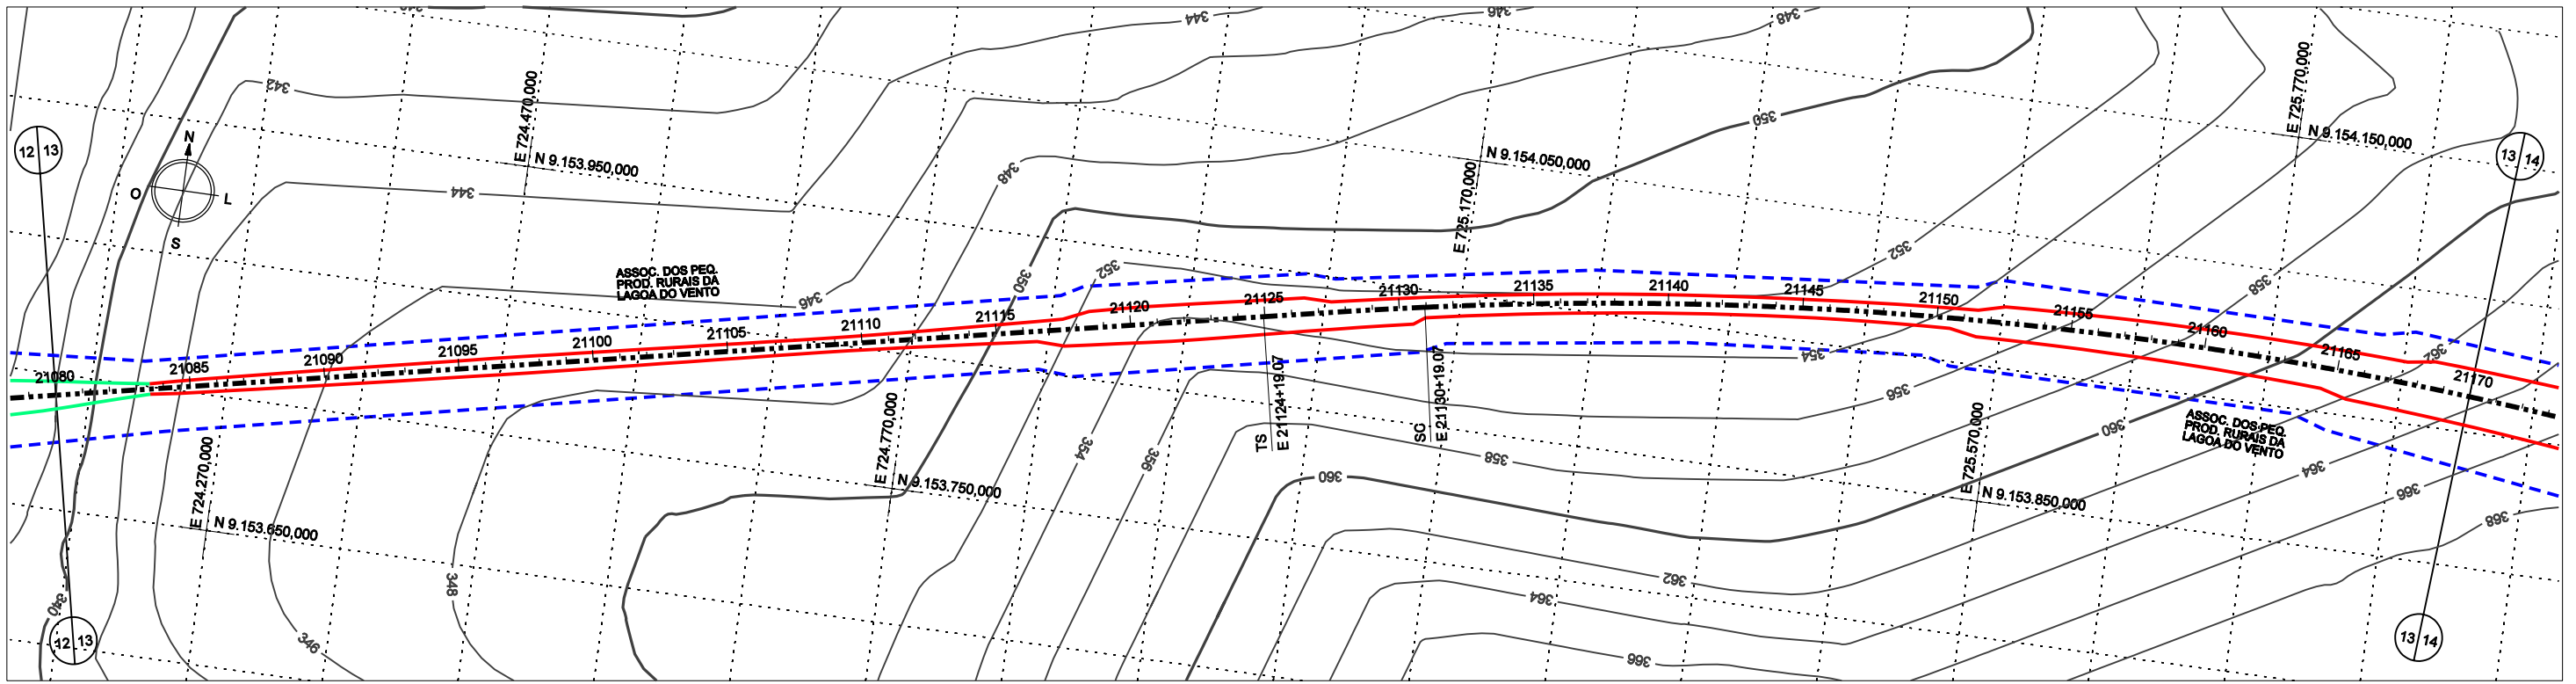 344
346
348
342
E 724.470,000
N 9.153.950,000
350
E 725.770,000
N 9.154.150,000
12 13
13 14
N
O
L
S
344
348
E 725.170,000
N 9.154.050,000
ASSOC. DOS PEQ.
PROD. RURAIS DA
LAGOA DO VENTO
346
350
352
352
358
21080
21085
21090
21095
21100
21105
21110
21115
21120
21125
21130
21135
21140
21145
21150
21155
21160
21165
21170
362
354
356
TS
E 21124+19.07
SC
E 21130+19.07
E 724.270,000
N 9.153.650,000
E 724.770,000
N 9.153.750,000
354
356
358
360
E 725.570,000
N 9.153.850,000
360
ASSOC. DOS PEQ.
PROD. RURAIS DA
LAGOA DO VENTO
364
366
368
340
346
348
362
364
366
12 13
13 14